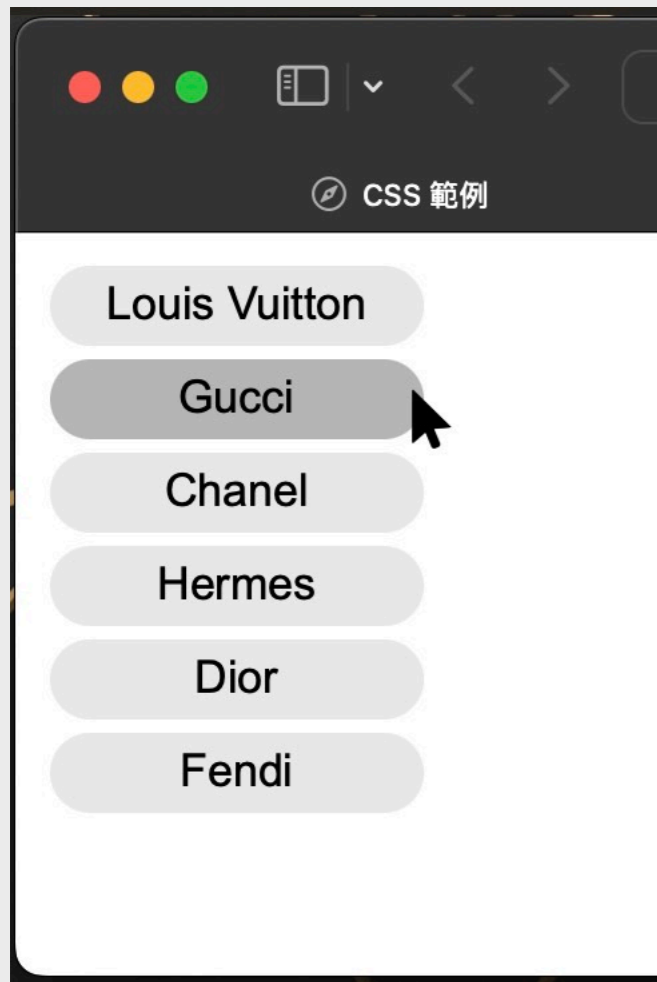 CSS 範例
Louis Vuitton
Gucci
Chanel
Hermes
Dior
Fendi